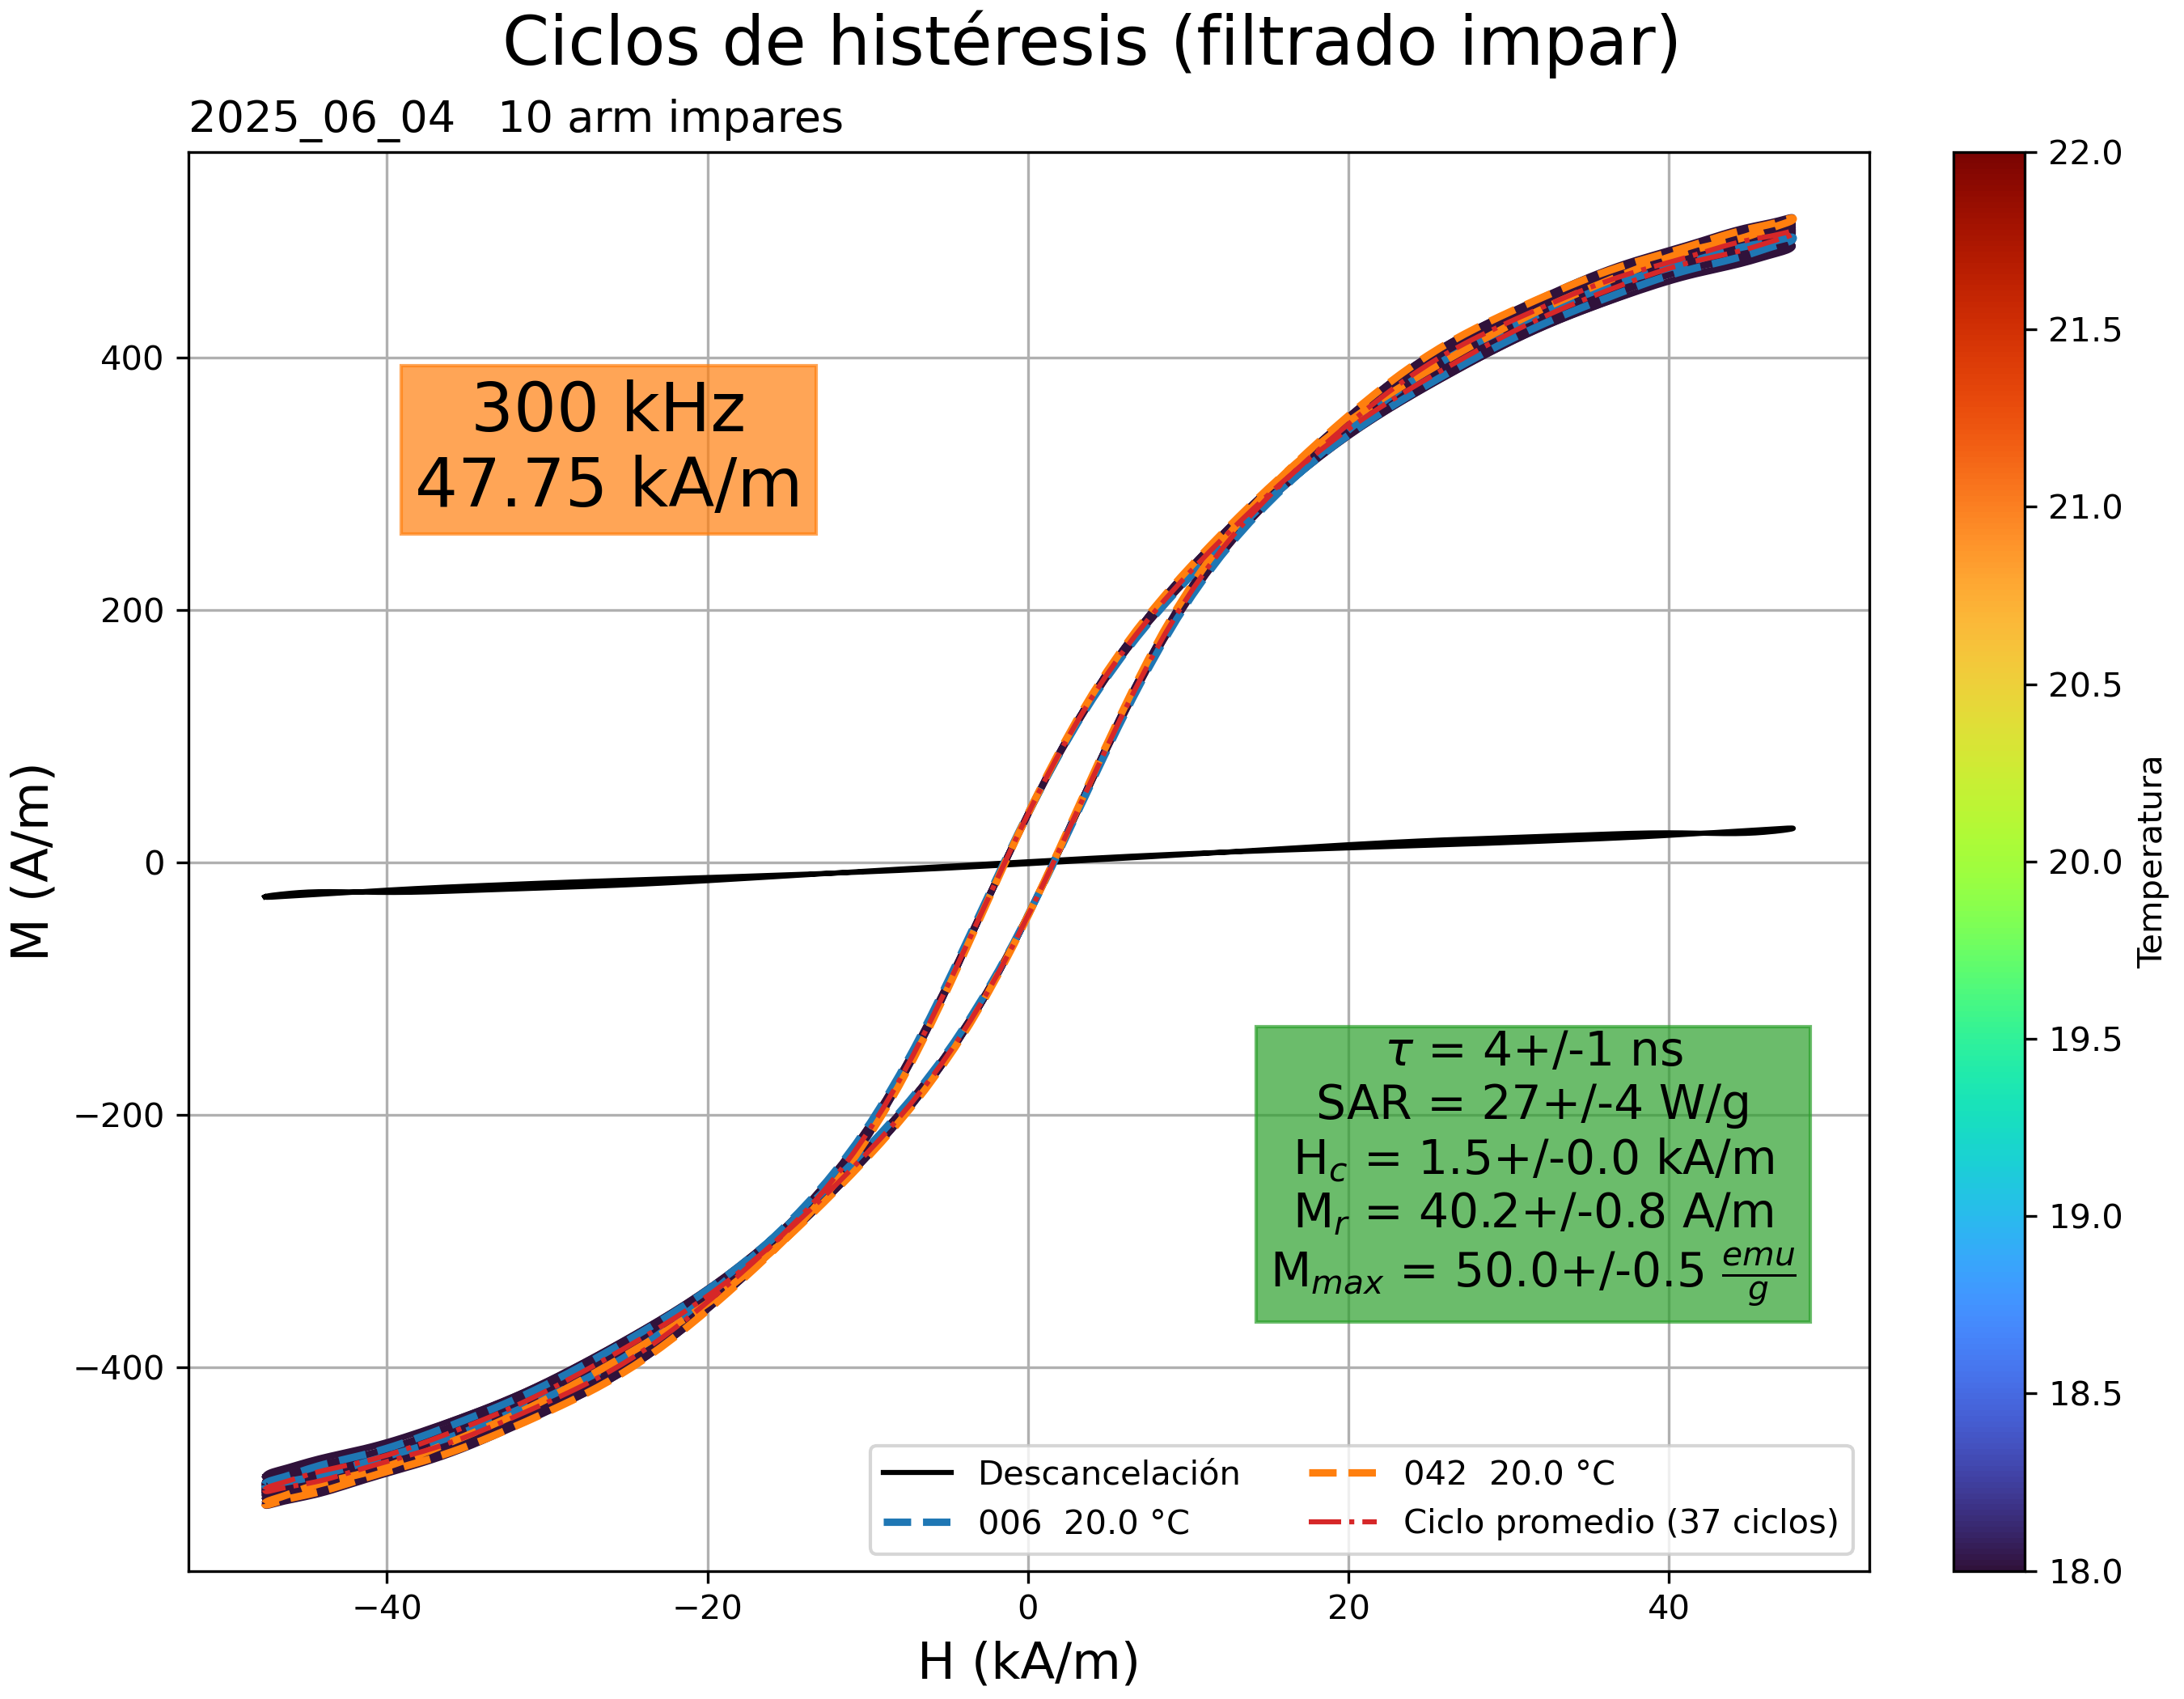 Ciclos de histéresis (filtrado impar)
2025_06_04   10 arm impares
300 kHz
47.75 kA/m
τ = 4+/-1 ns
SAR = 27+/-4 W/g
H_c = 1.5+/-0.0 kA/m
M_r = 40.2+/-0.8 A/m
M_max = 50.0+/-0.5 emu/g
Descancelación
006  20.0 °C
042  20.0 °C
Ciclo promedio (37 ciclos)
M (A/m)
400
200
0
−200
−400
−40
−20
0
20
40
H (kA/m)
22.0
21.5
21.0
20.5
20.0
19.5
19.0
18.5
18.0
Temperatura